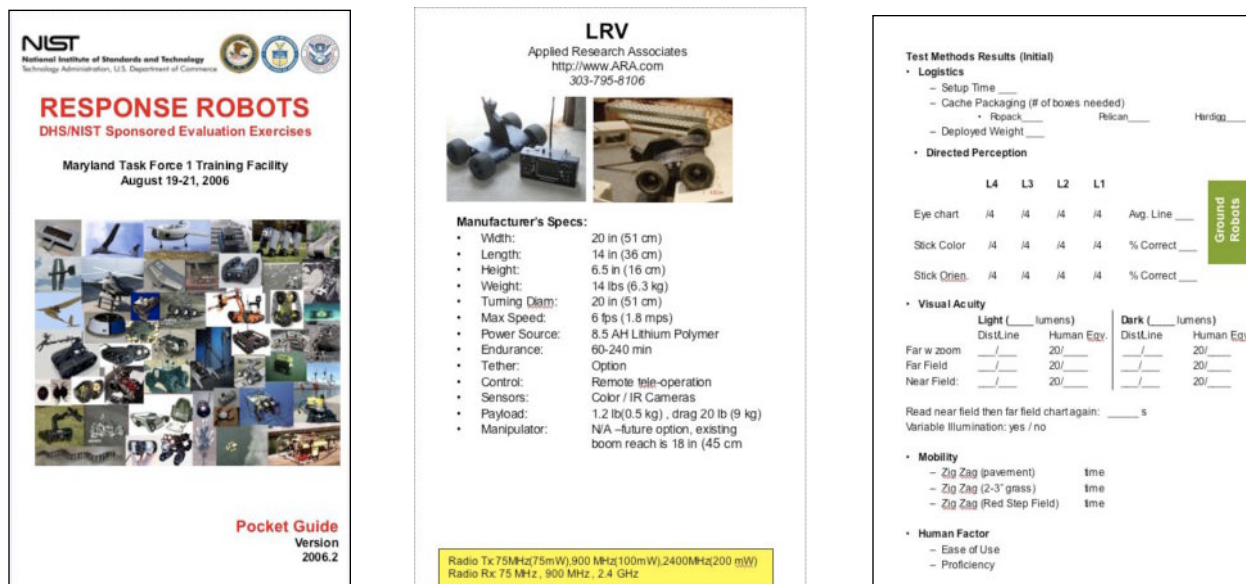 NIST
National Institute of Standards and Technology
Technology Administration, U.S. Department of Commerce
RESPONSE ROBOTS
DHS/NIST Sponsored Evaluation Exercises
Maryland Task Force 1 Training Facility
August 19-21, 2006
Pocket Guide
Version
2006.2
LRV
Applied Research Associates
http://www.ARA.com
303-795-8106
Manufacturer's Specs:
• Width: 20 in (51 cm)
• Length: 14 in (36 cm)
• Height: 6.5 in (16 cm)
• Weight: 14 lbs (6.3 kg)
• Turning Diam: 20 in (51 cm)
• Max Speed: 6 fps (1.8 mps)
• Power Source: 8.5 AH Lithium Polymer
• Endurance: 60-240 min
• Tether: Option
• Control: Remote tele-operation
• Sensors: Color / IR Cameras
• Payload: 1.2 lb(0.5 kg) , drag 20 lb (9 kg)
• Manipulator: N/A –future option, existing
boom reach is 18 in (45 cm
Radio Tx: 75MHz(75mW),900 MHz(100mW),2400MHz(200 mW)
Radio Rx: 75 MHz , 900 MHz , 2.4 GHz
Test Methods Results (Initial)
• Logistics
– Setup Time ___
– Cache Packaging (# of boxes needed)
• Ropack____ Pelican____ Hardigg____
– Deployed Weight ___
• Directed Perception
L4 L3 L2 L1
Eye chart /4 /4 /4 /4 Avg. Line ___
Stick Color /4 /4 /4 /4 % Correct ___
Stick Orien. /4 /4 /4 /4 % Correct ___
Ground
Robots
• Visual Acuity
Light (____ lumens) Dark (____ lumens)
Dist/Line Human Eqv. Dist/Line Human Eqv
Far w zoom ___/___ 20/____ ___/___ 20/____
Far Field ___/___ 20/____ ___/___ 20/____
Near Field: ___/___ 20/____ ___/___ 20/____
Read near field then far field chart again: _____ s
Variable Illumination: yes / no
• Mobility
– Zig Zag (pavement) time
– Zig Zag (2-3" grass) time
– Zig Zag (Red Step Field) time
• Human Factor
– Ease of Use
– Proficiency